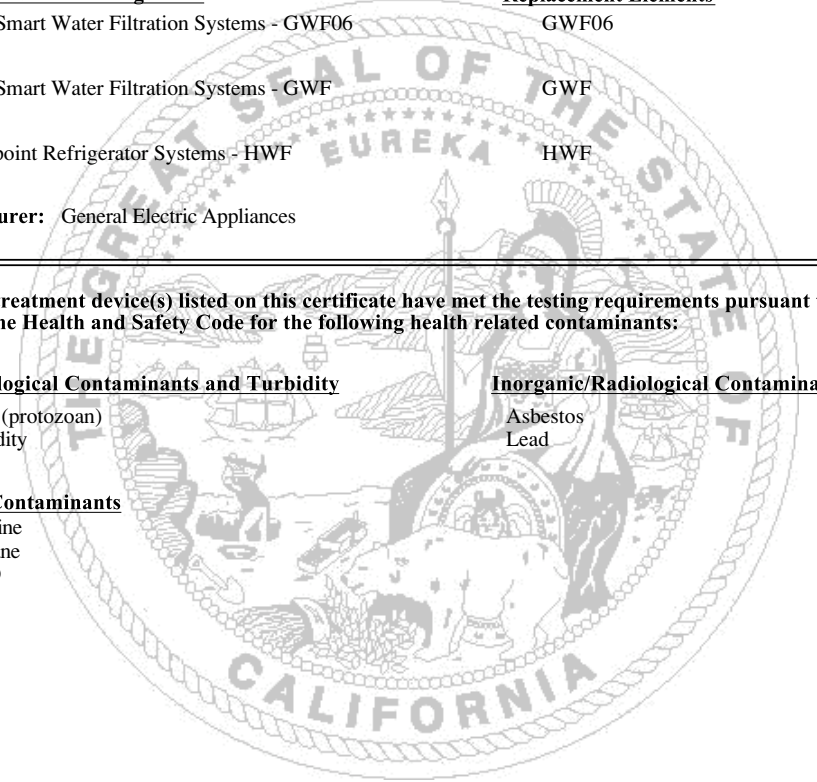 Replacement Elements
Smart Water Filtration Systems - GWF06 GWF06
Smart Water Filtration Systems - GWF GWF
point Refrigerator Systems - HWF HWF
urer: General Electric Appliances
reatment device(s) listed on this certificate have met the testing requirements pursuant
he Health and Safety Code for the following health related contaminants:
logical Contaminants and Turbidity Inorganic/Radiological Contamina
(protozoan) Asbestos
dity Lead
Contaminants
ine
ne
THE GREAT SEAL OF THE STATE OF
EUREKA
CALIFORNIA